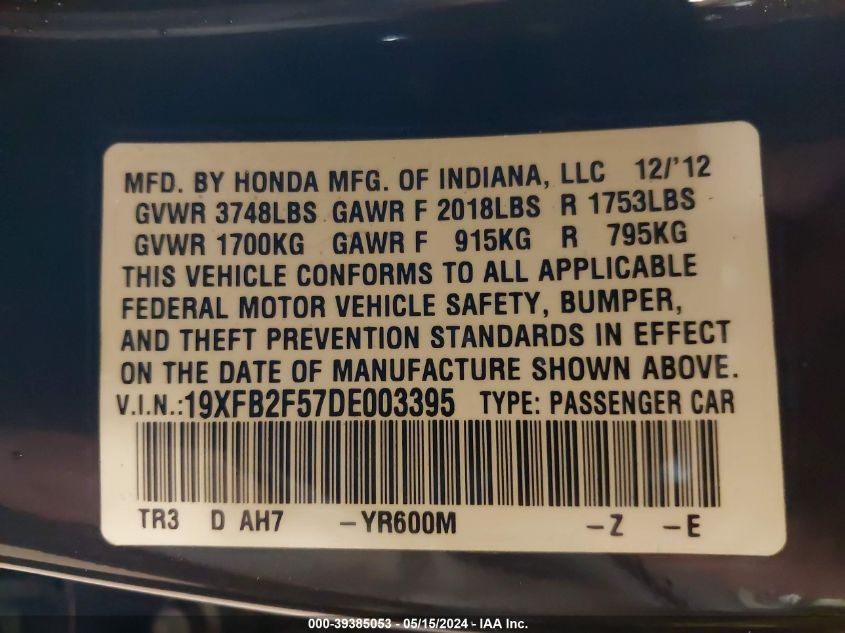 MFD. BY HONDA MFG. OF INDIANA, LLC 12/'12
GVWR 3748LBS GAWR F 2018LBS R 1753LBS
GVWR 1700KG GAWR F 915KG R 795KG
THIS VEHICLE CONFORMS TO ALL APPLICABLE
FEDERAL MOTOR VEHICLE SAFETY, BUMPER,
AND THEFT PREVENTION STANDARDS IN EFFECT
ON THE DATE OF MANUFACTURE SHOWN ABOVE.
V.I.N.:19XFB2F57DE003395 TYPE: PASSENGER CAR
TR3 D AH7 –YR600M –Z –E
000-39385053 - 05/15/2024 - IAA Inc.